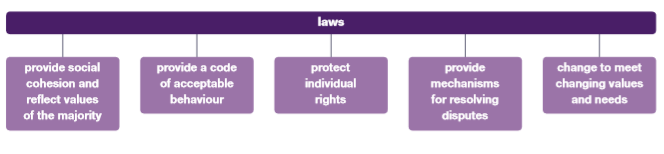 laws
provide social
cohesion and
reflect values
of the majority
provide a code
of acceptable
behaviour
protect
individual
rights
provide
mechanisms
for resolving
disputes
change to meet
changing values
and needs